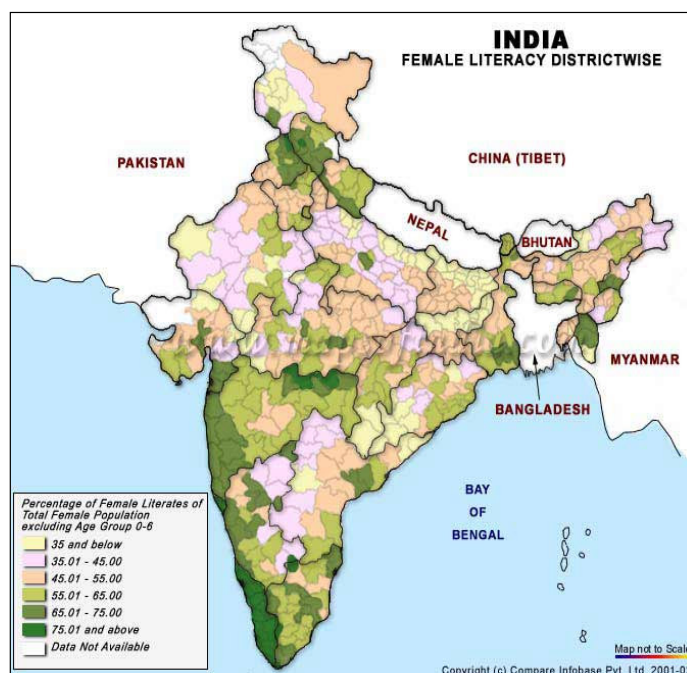 INDIA
FEMALE LITERACY DISTRICTWISE
PAKISTAN
CHINA (TIBET)
NEPAL
BHUTAN
MYANMAR
BANGLADESH
BAY
OF
BENGAL
Percentage of Female Literates of
Total Female Population
excluding Age Group 0-6
35 and below
35.01 - 45.00
45.01 - 55.00
55.01 - 65.00
65.01 - 75.00
75.01 and above
Data Not Available
Map not to Scale
Copyright (c) Compare Infobase Pvt. Ltd. 2001-0